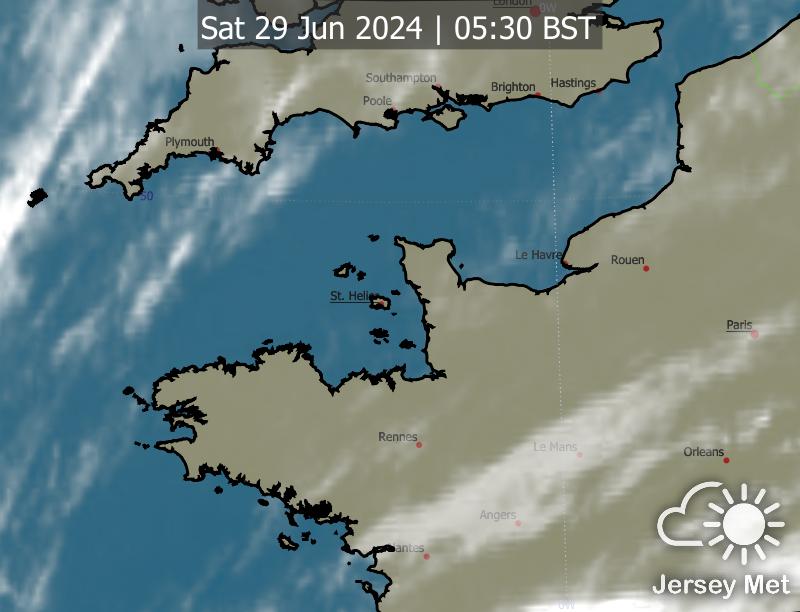 London
0W
Sat 29 Jun 2024 | 05:30 BST
Southampton
Brighton
Hastings
Poole
Plymouth
50
Le Havre
Rouen
St. Helier
Paris
Rennes
Le Mans
Orleans
Angers
Nantes
Jersey Met
0W